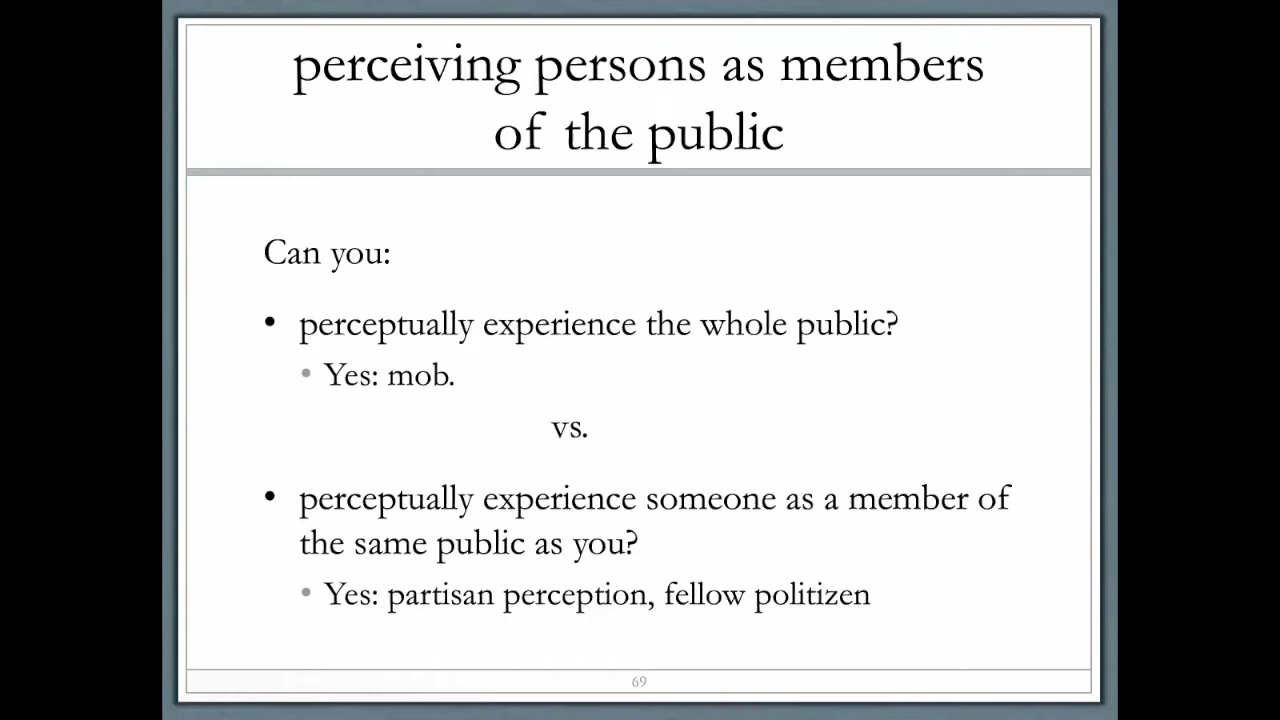 perceiving persons as members
of the public
Can you:
• perceptually experience the whole public?
• Yes: mob.
vs.
• perceptually experience someone as a member of
the same public as you?
• Yes: partisan perception, fellow politizen
69